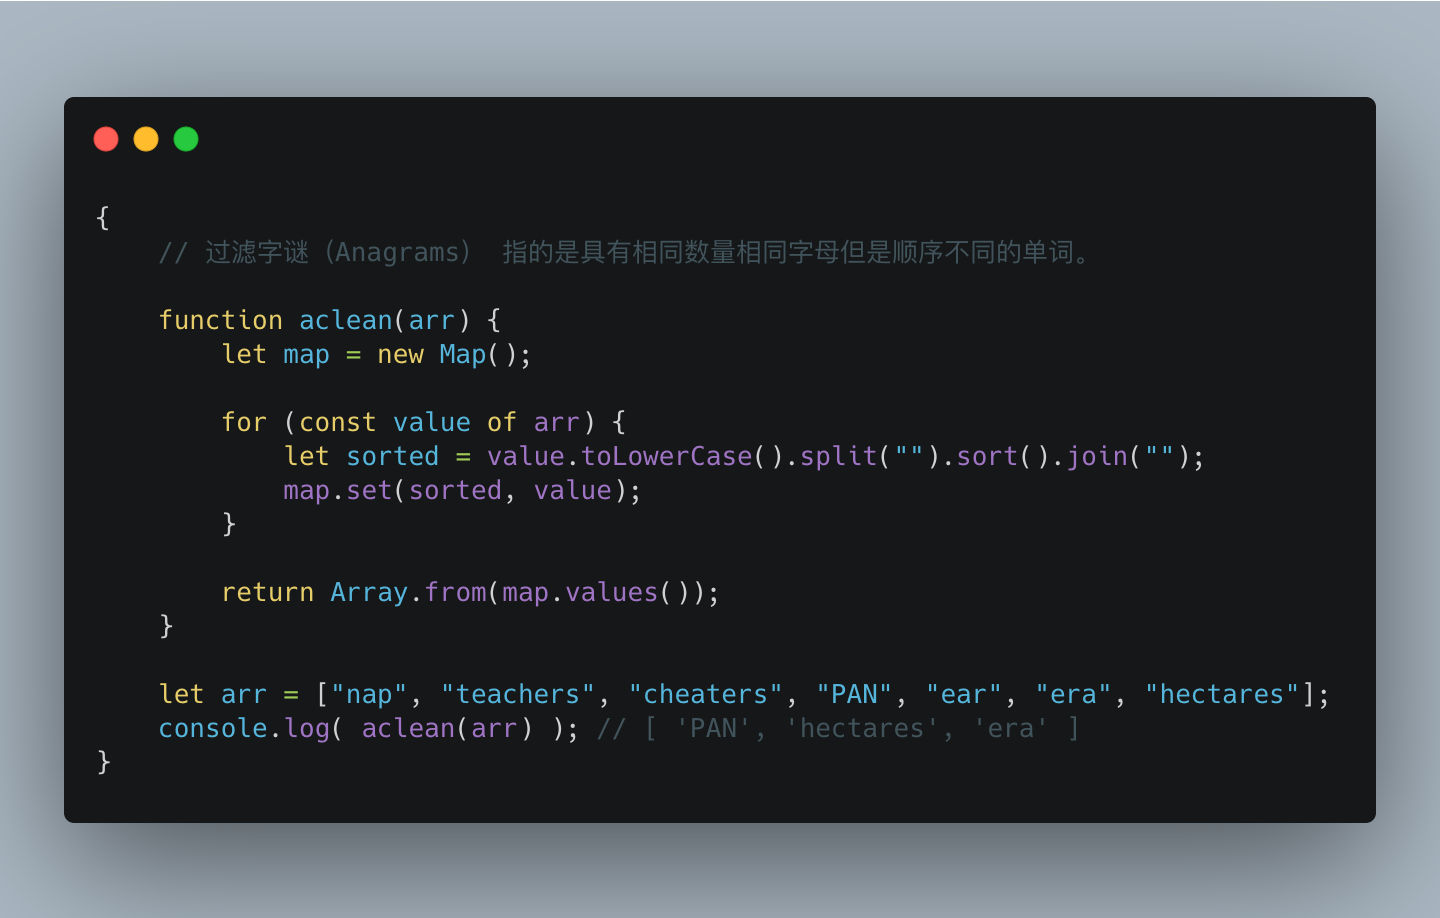 {
    // 过滤字谜（Anagrams） 指的是具有相同数量相同字母但是顺序不同的单词。
    function aclean(arr) {
        let map = new Map();
        for (const value of arr) {
            let sorted = value.toLowerCase().split("").sort().join("");
            map.set(sorted, value);
        }
        return Array.from(map.values());
    }
    let arr = ["nap", "teachers", "cheaters", "PAN", "ear", "era", "hectares"];
    console.log( aclean(arr) ); // [ 'PAN', 'hectares', 'era' ]
}